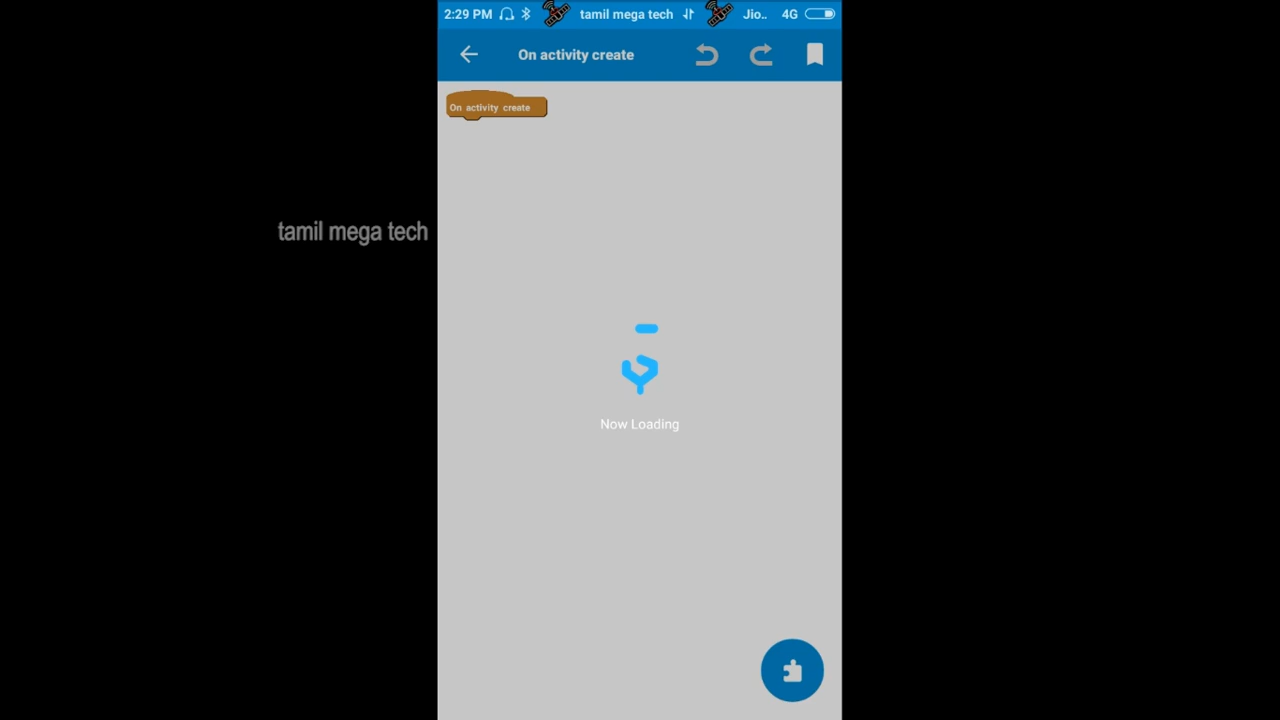 2:29 PM tamil mega tech Jio.. 4G
On activity create
On activity create
tamil mega tech
Now Loading